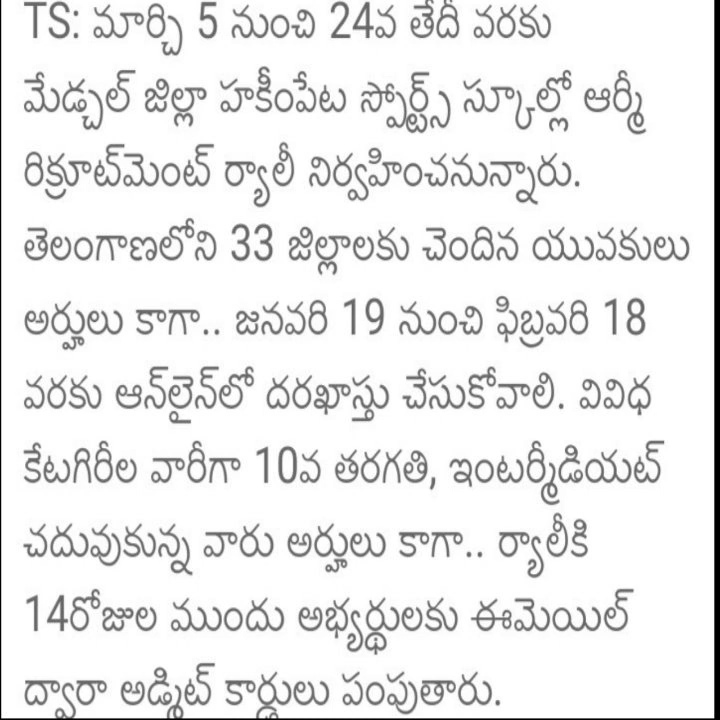 TS: మార్చి 5 నుంచి 24వ తేదీ వరకు
మేడ్చల్ జిల్లా హకీంపేట స్పోర్ట్స్ స్కూల్లో ఆర్మీ
రిక్రూట్‌మెంట్ ర్యాలీ నిర్వహించనున్నారు.
తెలంగాణలోని 33 జిల్లాలకు చెందిన యువకులు
అర్హులు కాగా.. జనవరి 19 నుంచి ఫిబ్రవరి 18
వరకు ఆన్‌లైన్‌లో దరఖాస్తు చేసుకోవాలి. వివిధ
కేటగిరీల వారీగా 10వ తరగతి, ఇంటర్మీడియట్
చదువుకున్న వారు అర్హులు కాగా.. ర్యాలీకి
14రోజుల ముందు అభ్యర్థులకు ఈమెయిల్
ద్వారా అడ్మిట్ కార్డులు పంపుతారు.